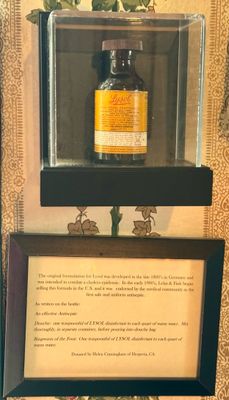 Lysol
The original formulation for Lysol was developed in the late 1800's in Germany and
was intended to combat a cholera epidemic. In the early 1900's, Lehn & Fink began
selling this formula in the U.S. and it was endorsed by the medical community as the
first safe and uniform antiseptic.
As written on the bottle:
An effective Antiseptic
Douche: one teaspoonful of LYSOL disinfectant to each quart of warm water. Mix
thoroughly, in separate container, before pouring into douche bag.
Hygienics of the Feet: One teaspoonful of LYSOL disinfectant to each quart of
warm water.
Donated by Helen Cunningham of Hesperia, CA